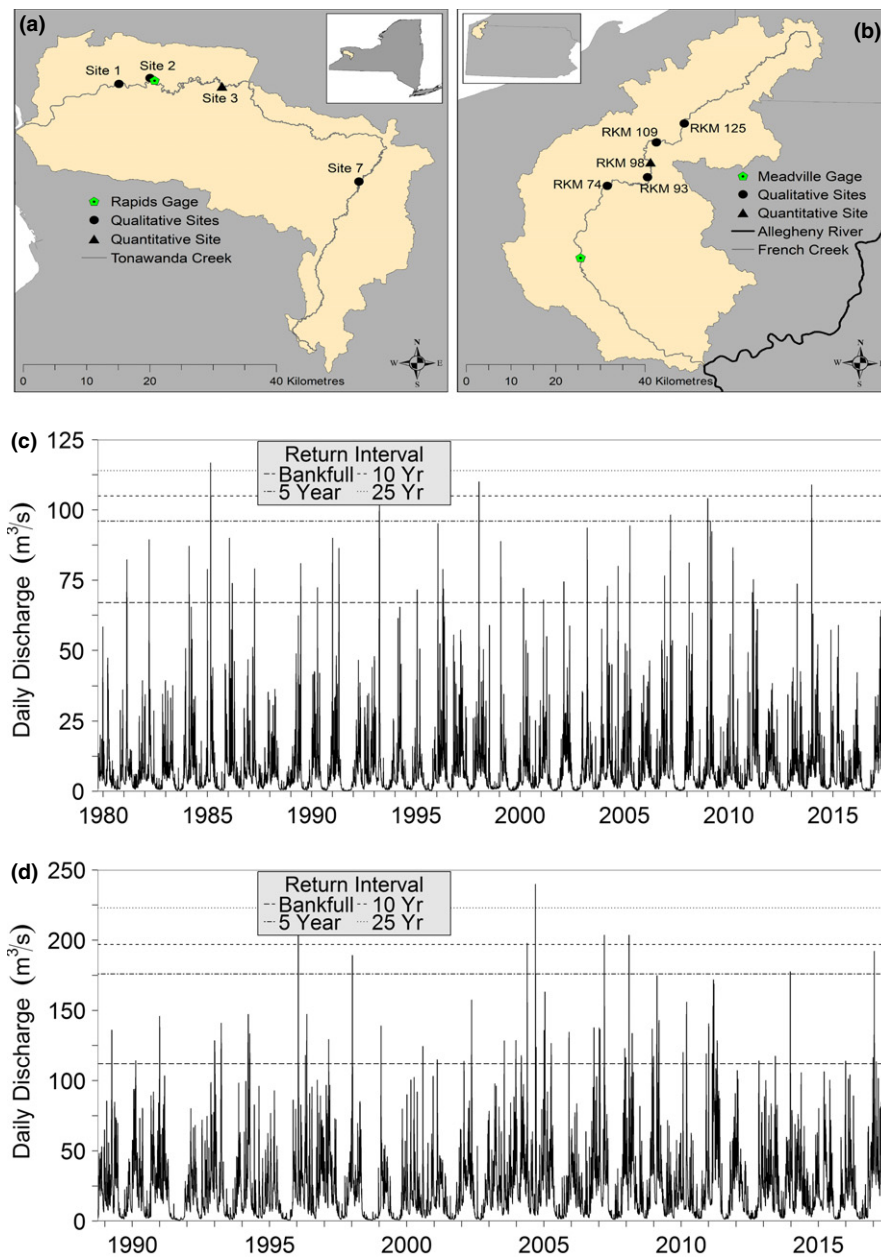 (a)
Site 1
Site 2
Site 3
Site 7
Rapids Gage
Qualitative Sites
Quantitative Site
Tonawanda Creek
N
W E
S
0 10 20 40 Kilometres
(b)
RKM 125
RKM 109
RKM 98
RKM 93
RKM 74
Meadville Gage
Qualitative Sites
Quantitative Site
Allegheny River
French Creek
N
W E
S
0 10 20 40 Kilometres
(c)
Return Interval
Bankfull 10 Yr
5 Year 25 Yr
Daily Discharge (m³/s)
125
100
75
50
25
0
1980 1985 1990 1995 2000 2005 2010 2015
(d)
Return Interval
Bankfull 10 Yr
5 Year 25 Yr
Daily Discharge (m³/s)
250
200
150
100
50
0
1990 1995 2000 2005 2010 2015